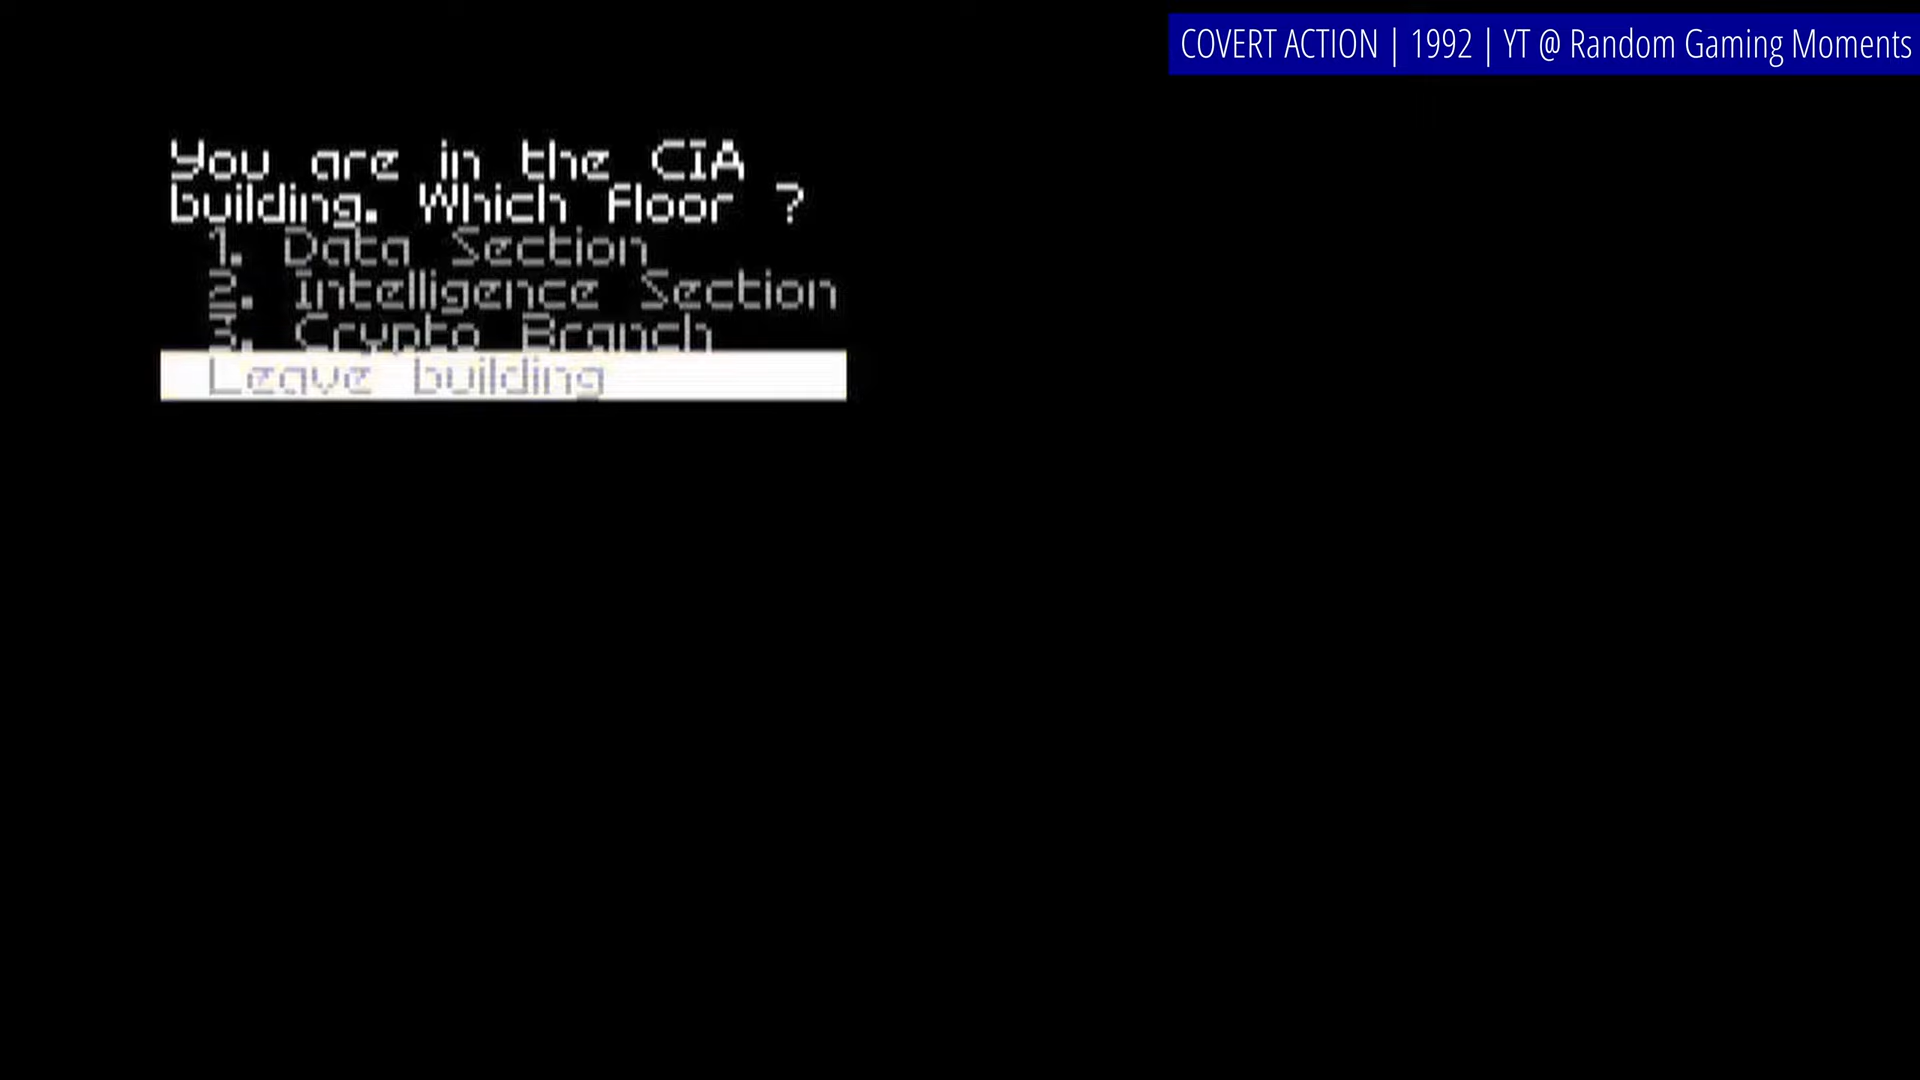 COVERT ACTION | 1992 | YT @ Random Gaming Moments
You are in the CIA
building. Which Floor ?
1. Data Section
2. Intelligence Section
3. Crypto Branch
Leave building